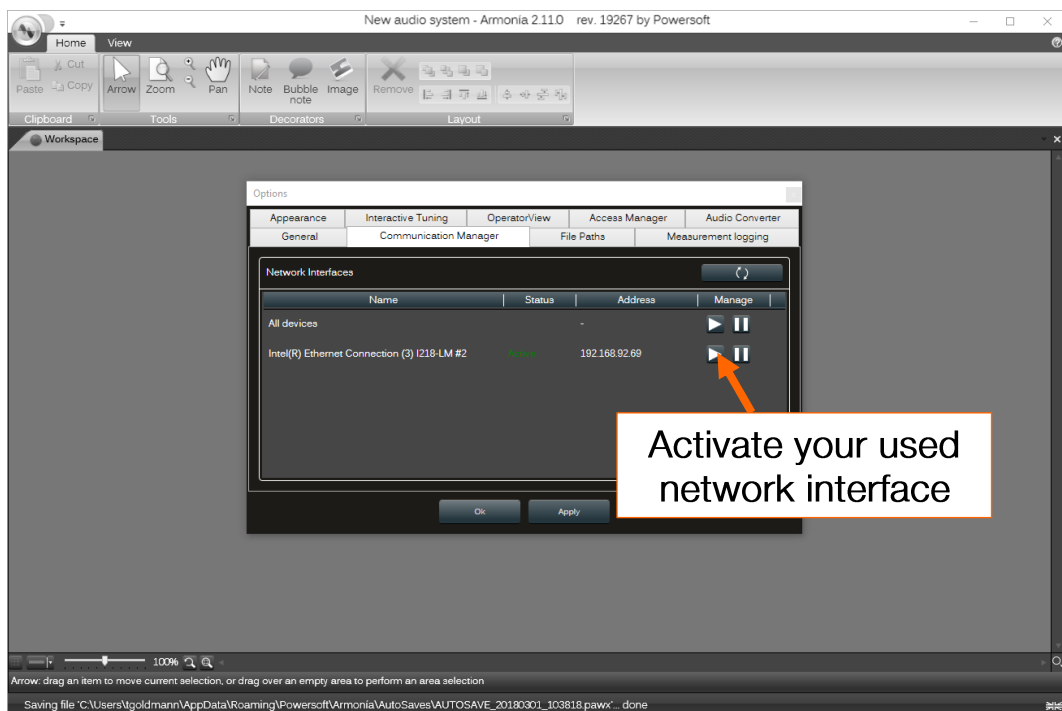 New audio system - Armonía 2.11.0 rev. 19267 by Powersoft
Home View
Paste Cut Copy Arrow Zoom Pan Note Bubble note Image Remove
Clipboard Tools Decorators Layout
Workspace
Options
Appearance Interactive Tuning OperatorView Access Manager Audio Converter
General Communication Manager File Paths Measurement logging
Network Interfaces
Name Status Address Manage
All devices -
Intel(R) Ethernet Connection (3) I218-LM #2 192.168.92.69
Activate your used
network interface
Ok Apply
100%
Arrow: drag an item to move current selection, or drag over an empty area to perform an area selection
Saving file 'C:\Users\tgoldmann\AppData\Roaming\Powersoft\Armonía\AutoSaves\AUTOSAVE_20180301_103818.pawx'... done